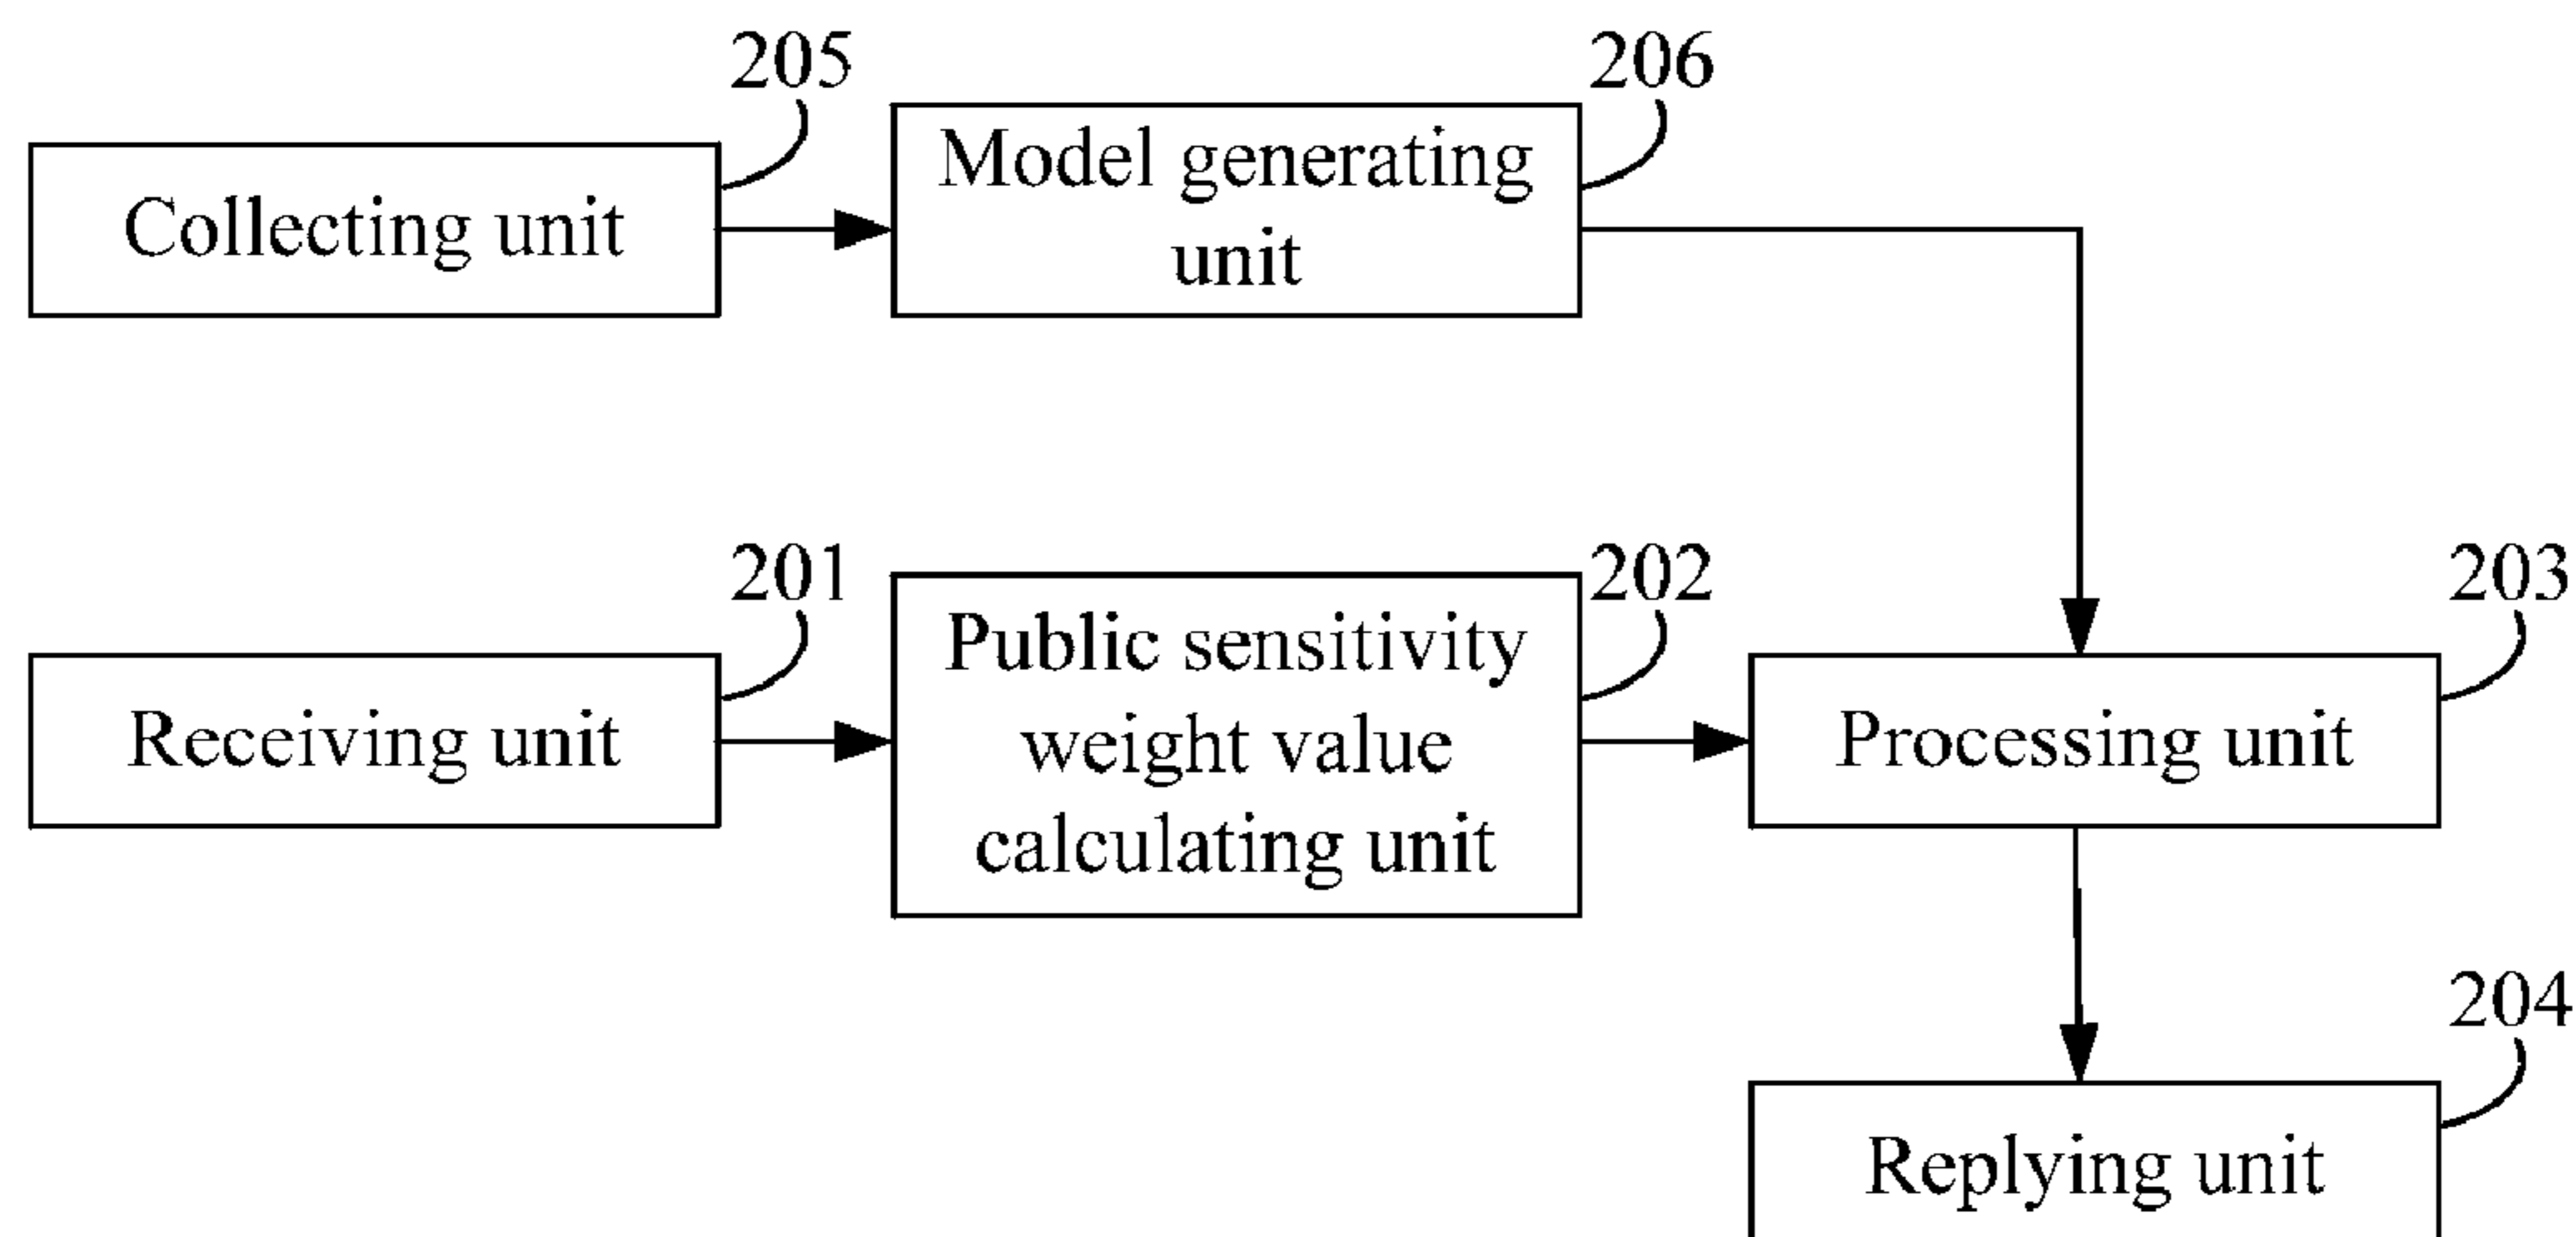 205
206
Collecting unit
Model generating
unit
201
202
203
Receiving unit
Public sensitivity
weight value
calculating unit
Processing unit
204
Replying unit